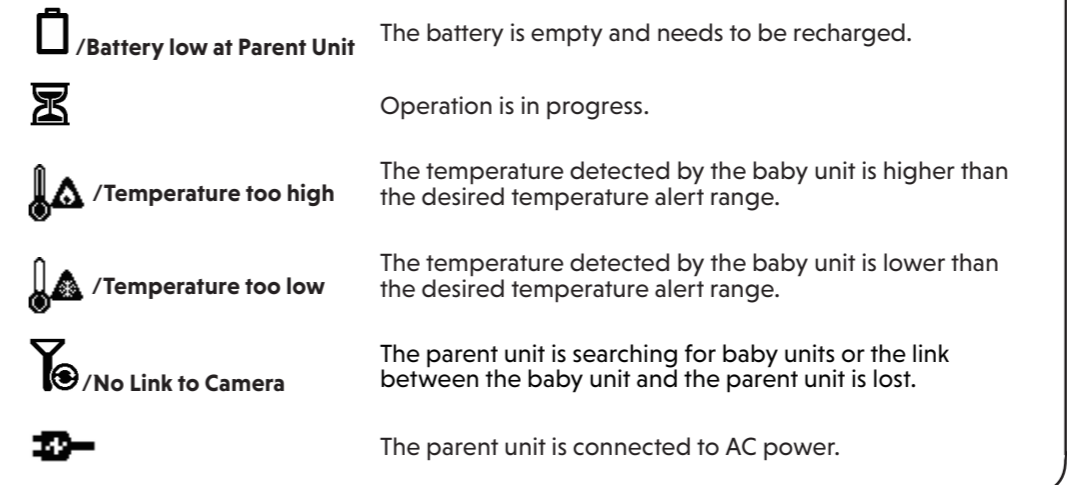 /Battery low at Parent Unit
The battery is empty and needs to be recharged.
Operation is in progress.
/Temperature too high
The temperature detected by the baby unit is higher than
the desired temperature alert range.
/Temperature too low
The temperature detected by the baby unit is lower than
the desired temperature alert range.
/No Link to Camera
The parent unit is searching for baby units or the link
between the baby unit and the parent unit is lost.
The parent unit is connected to AC power.